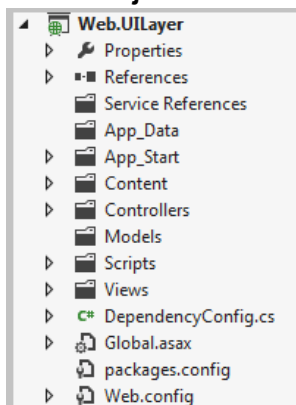 Web.UILayer
Properties
References
Service References
App_Data
App_Start
Content
Controllers
Models
Scripts
Views
C# DependencyConfig.cs
Global.asax
packages.config
Web.config